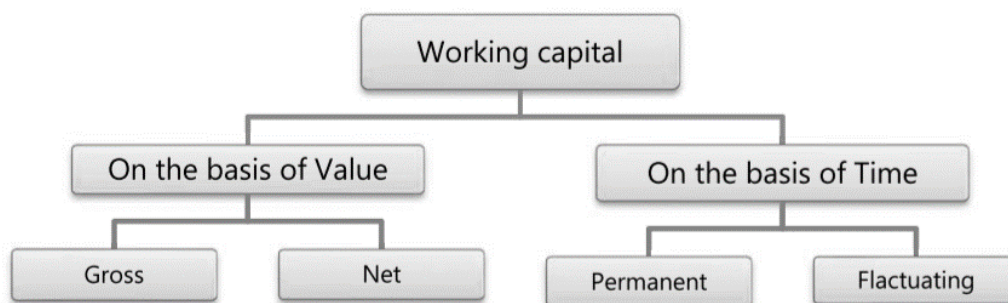 Working capital
On the basis of Value
On the basis of Time
Gross
Net
Permanent
Flactuating